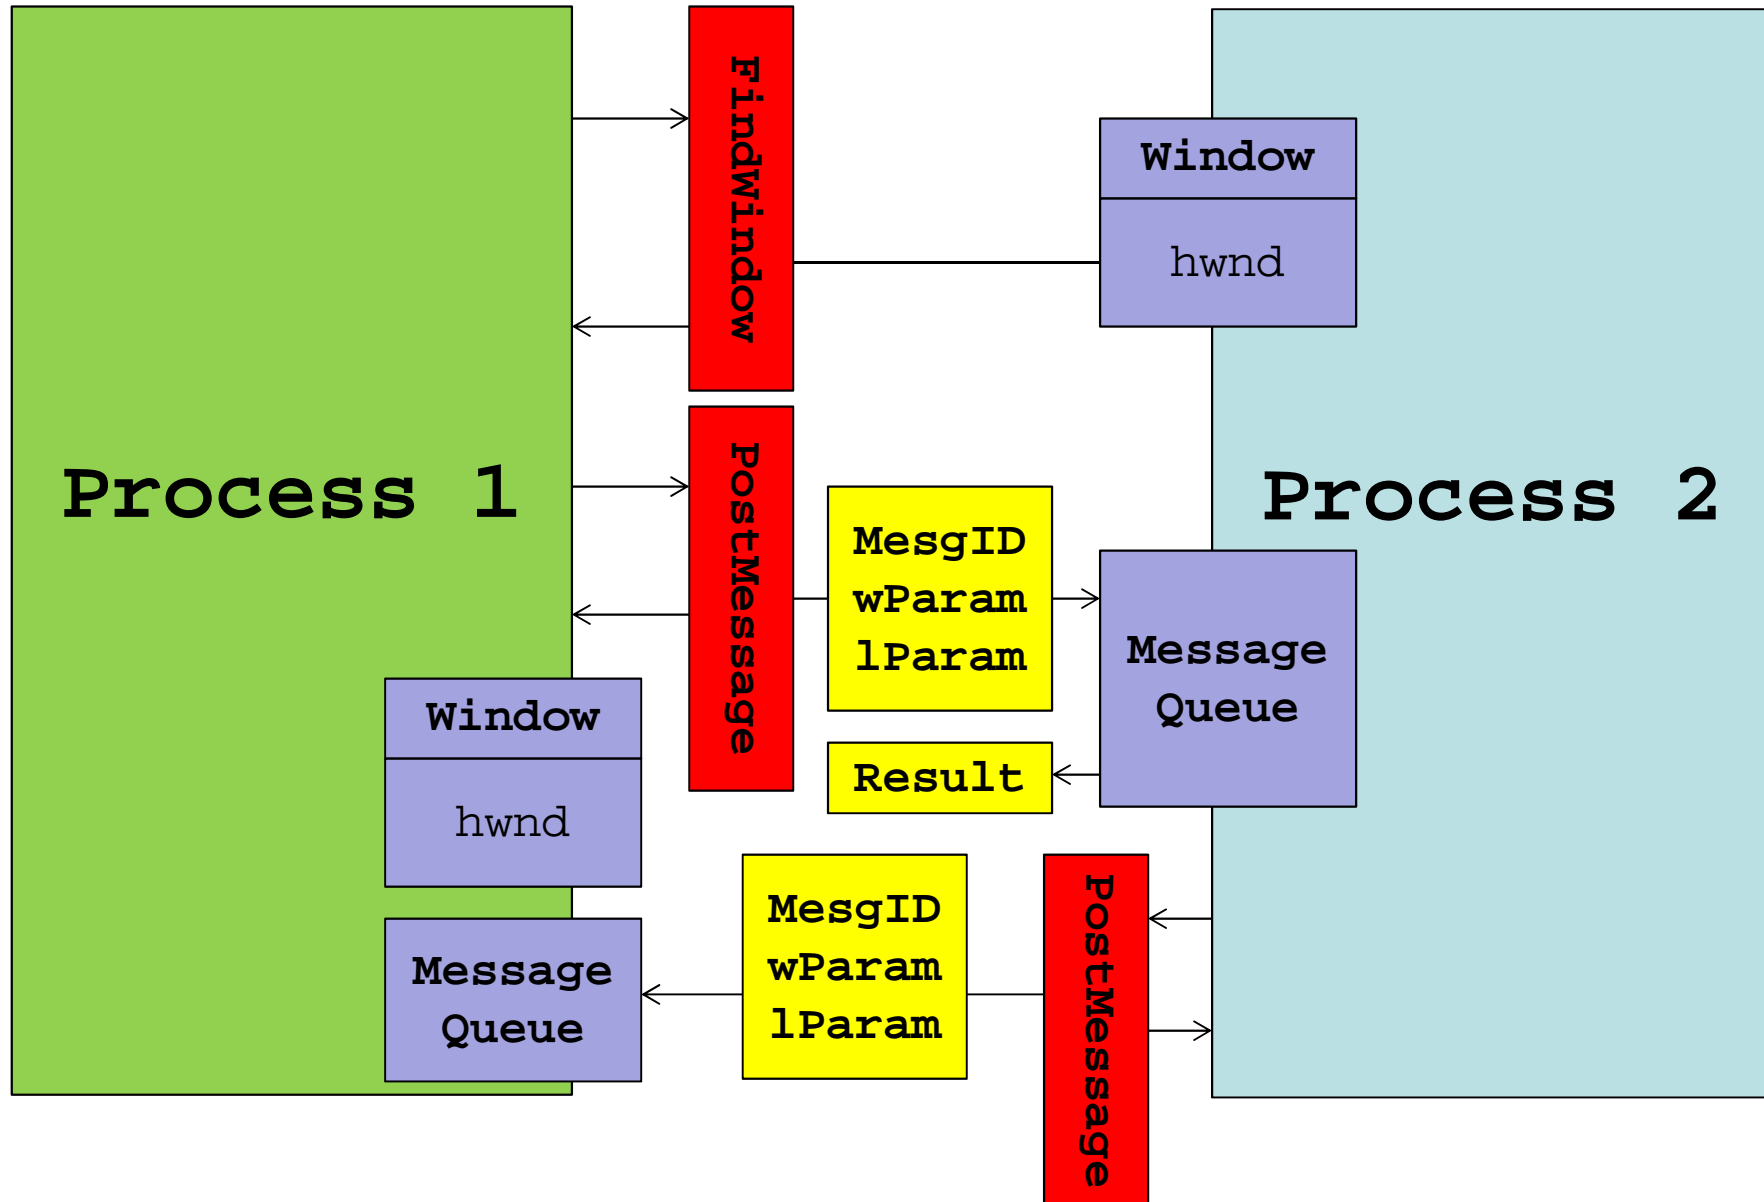 FindWindow
Window
hwnd
Process 1
Process 2
PostMessage
MesgID
wParam
lParam
Message
Queue
Result
Window
hwnd
MesgID
wParam
lParam
PostMessage
Message
Queue